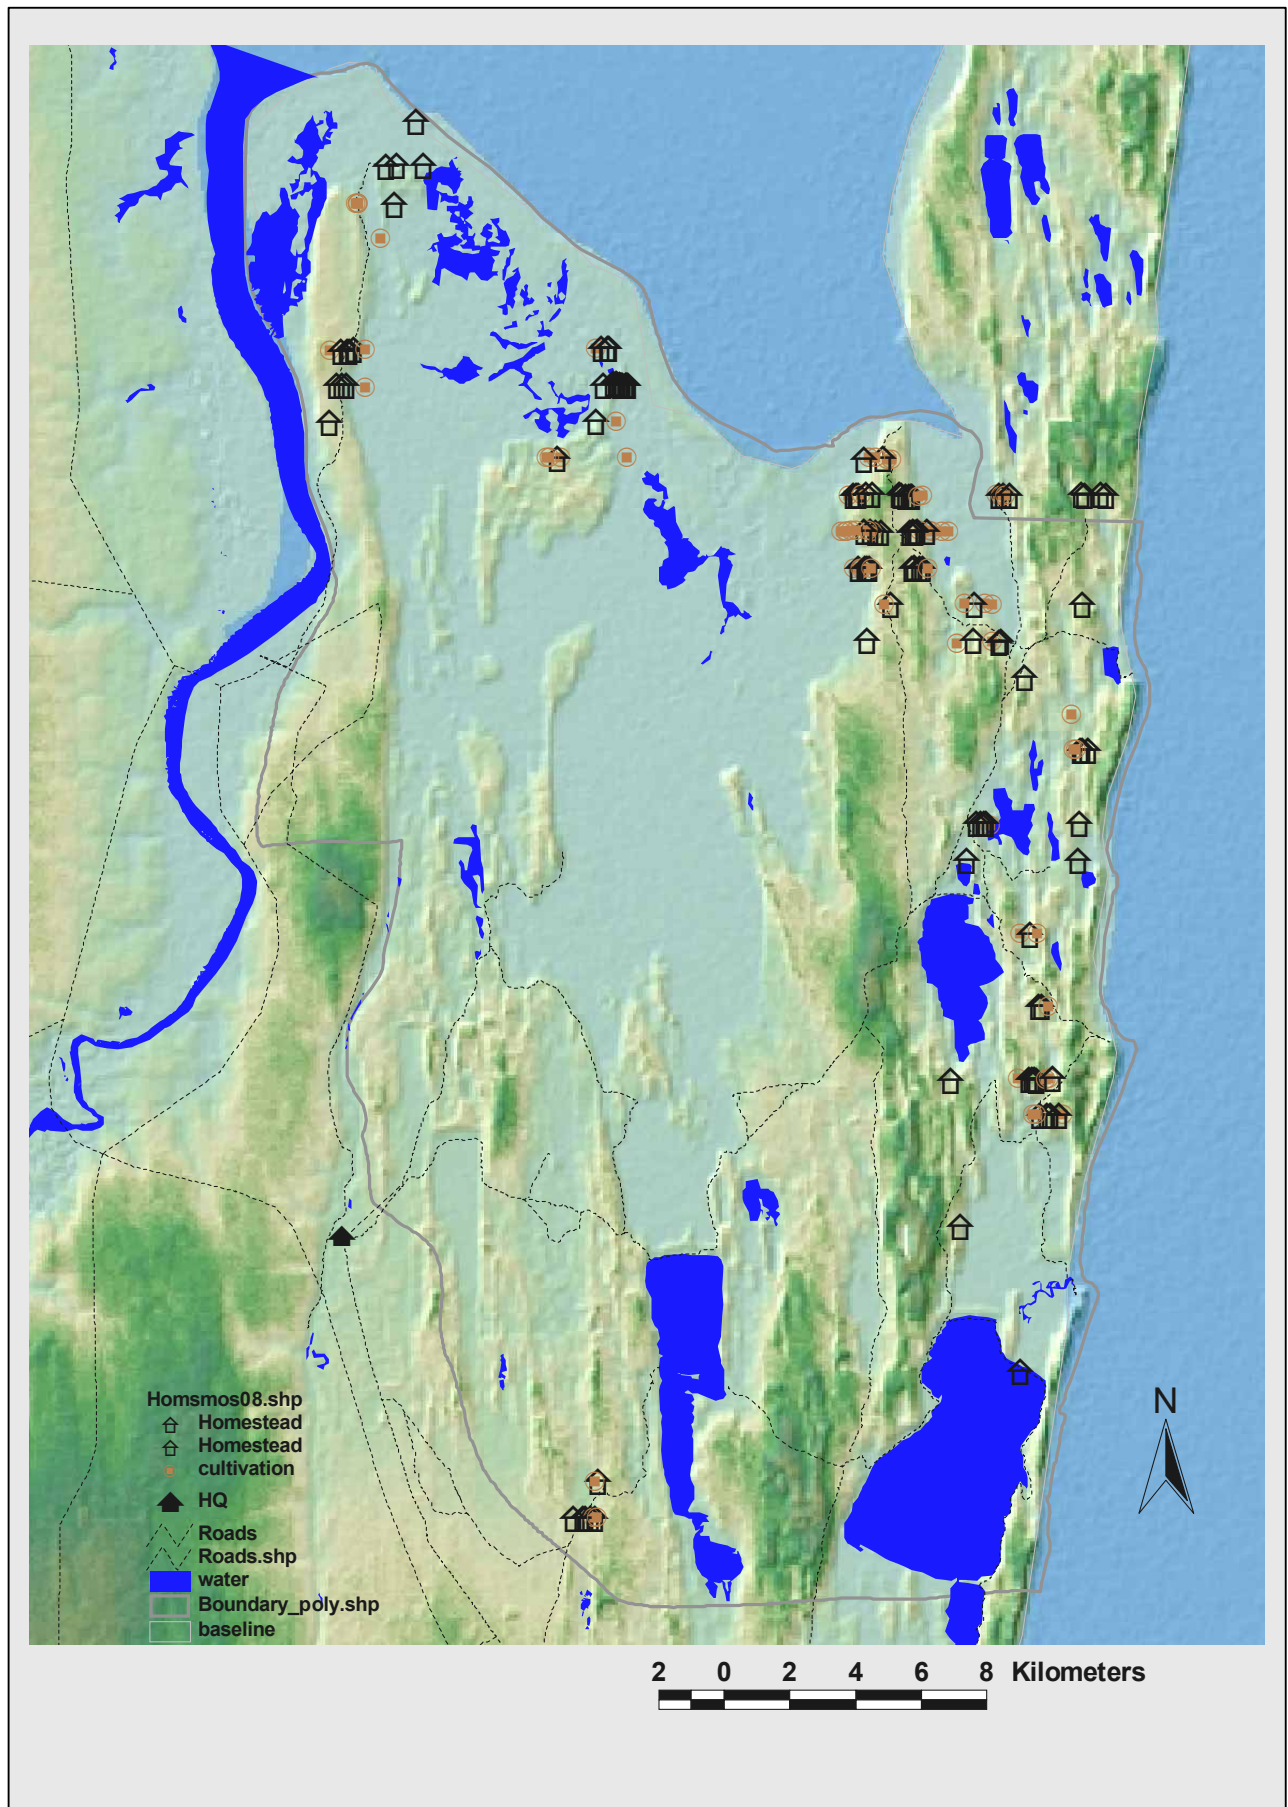 Homsmos08.shp
Homestead
Homestead
cultivation
HQ
Roads
Roads.shp
water
Boundary_poly.shp
baseline
N
2 0 2 4 6 8 Kilometers